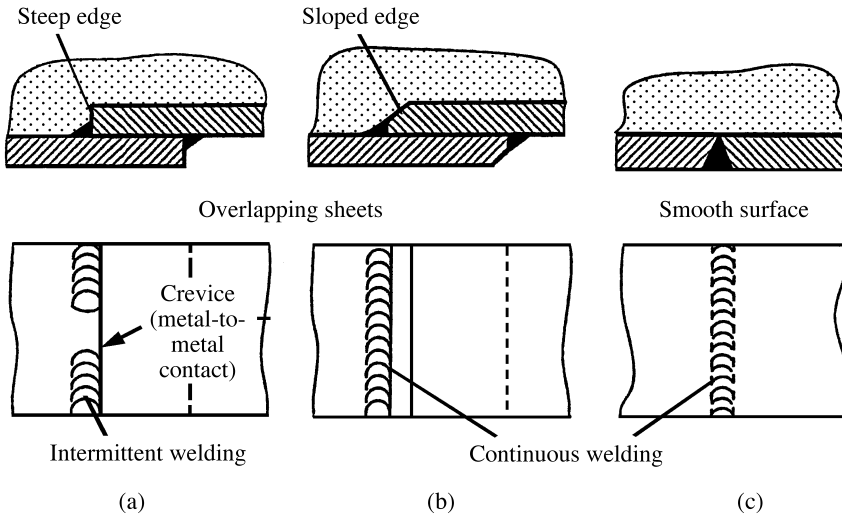 Steep edge
Sloped edge
Overlapping sheets
Smooth surface
Crevice
(metal-to-
metal
contact)
Intermittent welding
Continuous welding
(a)
(b)
(c)